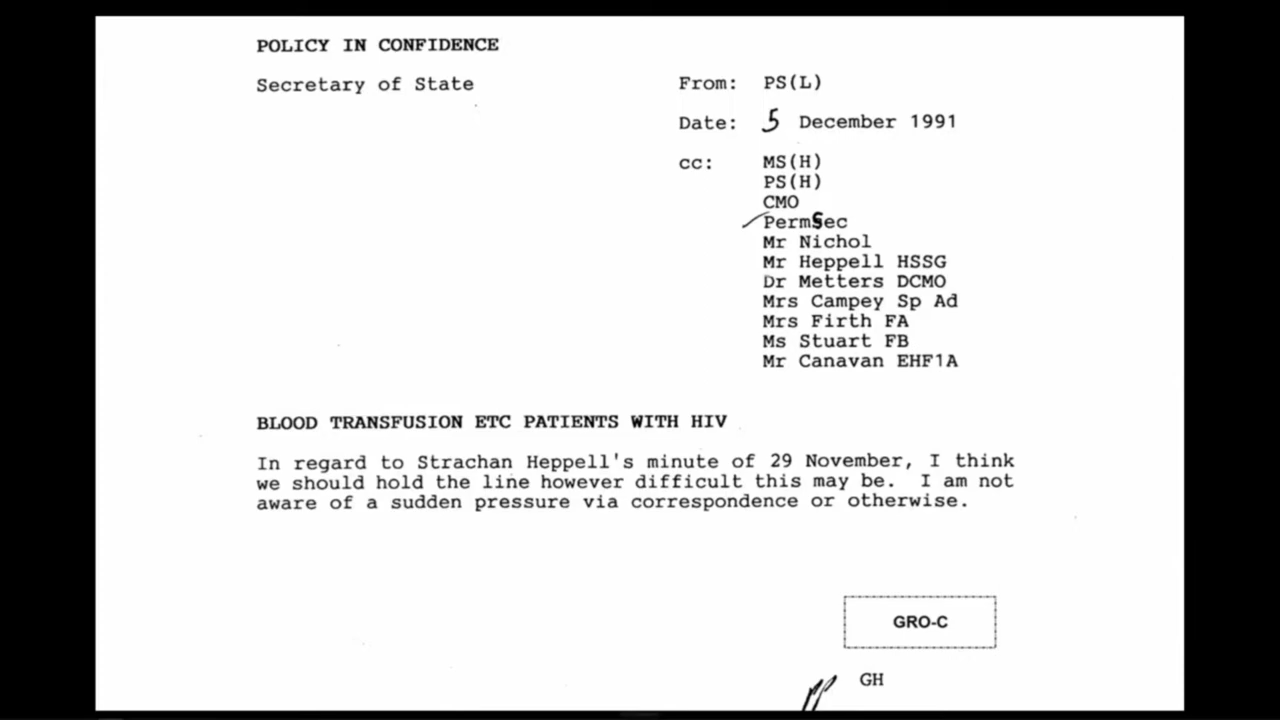 POLICY IN CONFIDENCE
Secretary of State
From: PS(L)
Date: 5 December 1991
cc: MS(H)
PS(H)
CMO
PermSec
Mr Nichol
Mr Heppell HSSG
Dr Metters DCMO
Mrs Campey Sp Ad
Mrs Firth FA
Ms Stuart FB
Mr Canavan EHF1A
BLOOD TRANSFUSION ETC PATIENTS WITH HIV
In regard to Strachan Heppell's minute of 29 November, I think
we should hold the line however difficult this may be. I am not
aware of a sudden pressure via correspondence or otherwise.
GRO-C
pp GH